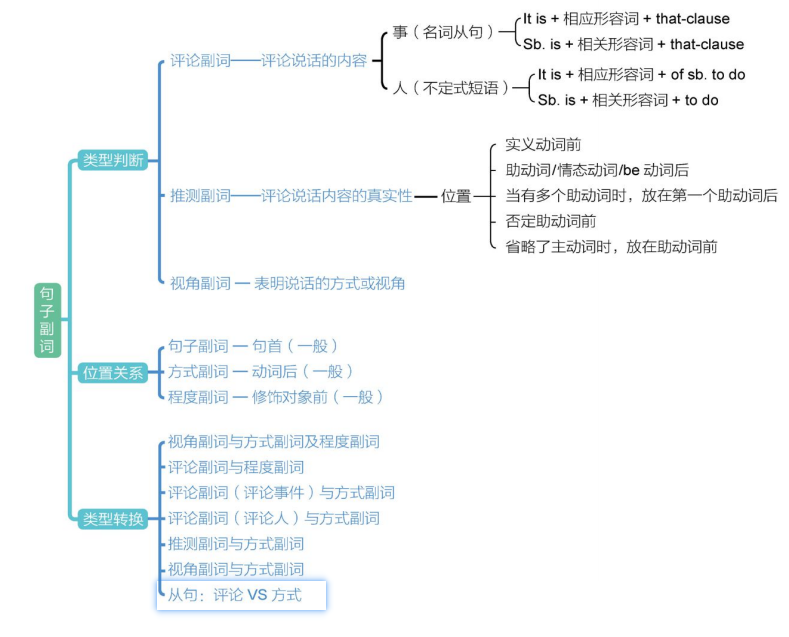 句子副词
类型判断
评论副词——评论说话的内容
事（名词从句）
It is + 相应形容词 + that-clause
Sb. is + 相关形容词 + that-clause
人（不定式短语）
It is + 相应形容词 + of sb. to do
Sb. is + 相关形容词 + to do
推测副词——评论说话内容的真实性
位置
实义动词前
助动词/情态动词/be 动词后
当有多个助动词时，放在第一个助动词后
否定助动词前
省略了主动词时，放在助动词前
视角副词 — 表明说话的方式或视角
位置关系
句子副词 — 句首（一般）
方式副词 — 动词后（一般）
程度副词 — 修饰对象前（一般）
类型转换
视角副词与方式副词及程度副词
评论副词与程度副词
评论副词（评论事件）与方式副词
评论副词（评论人）与方式副词
推测副词与方式副词
视角副词与方式副词
从句：评论 VS 方式